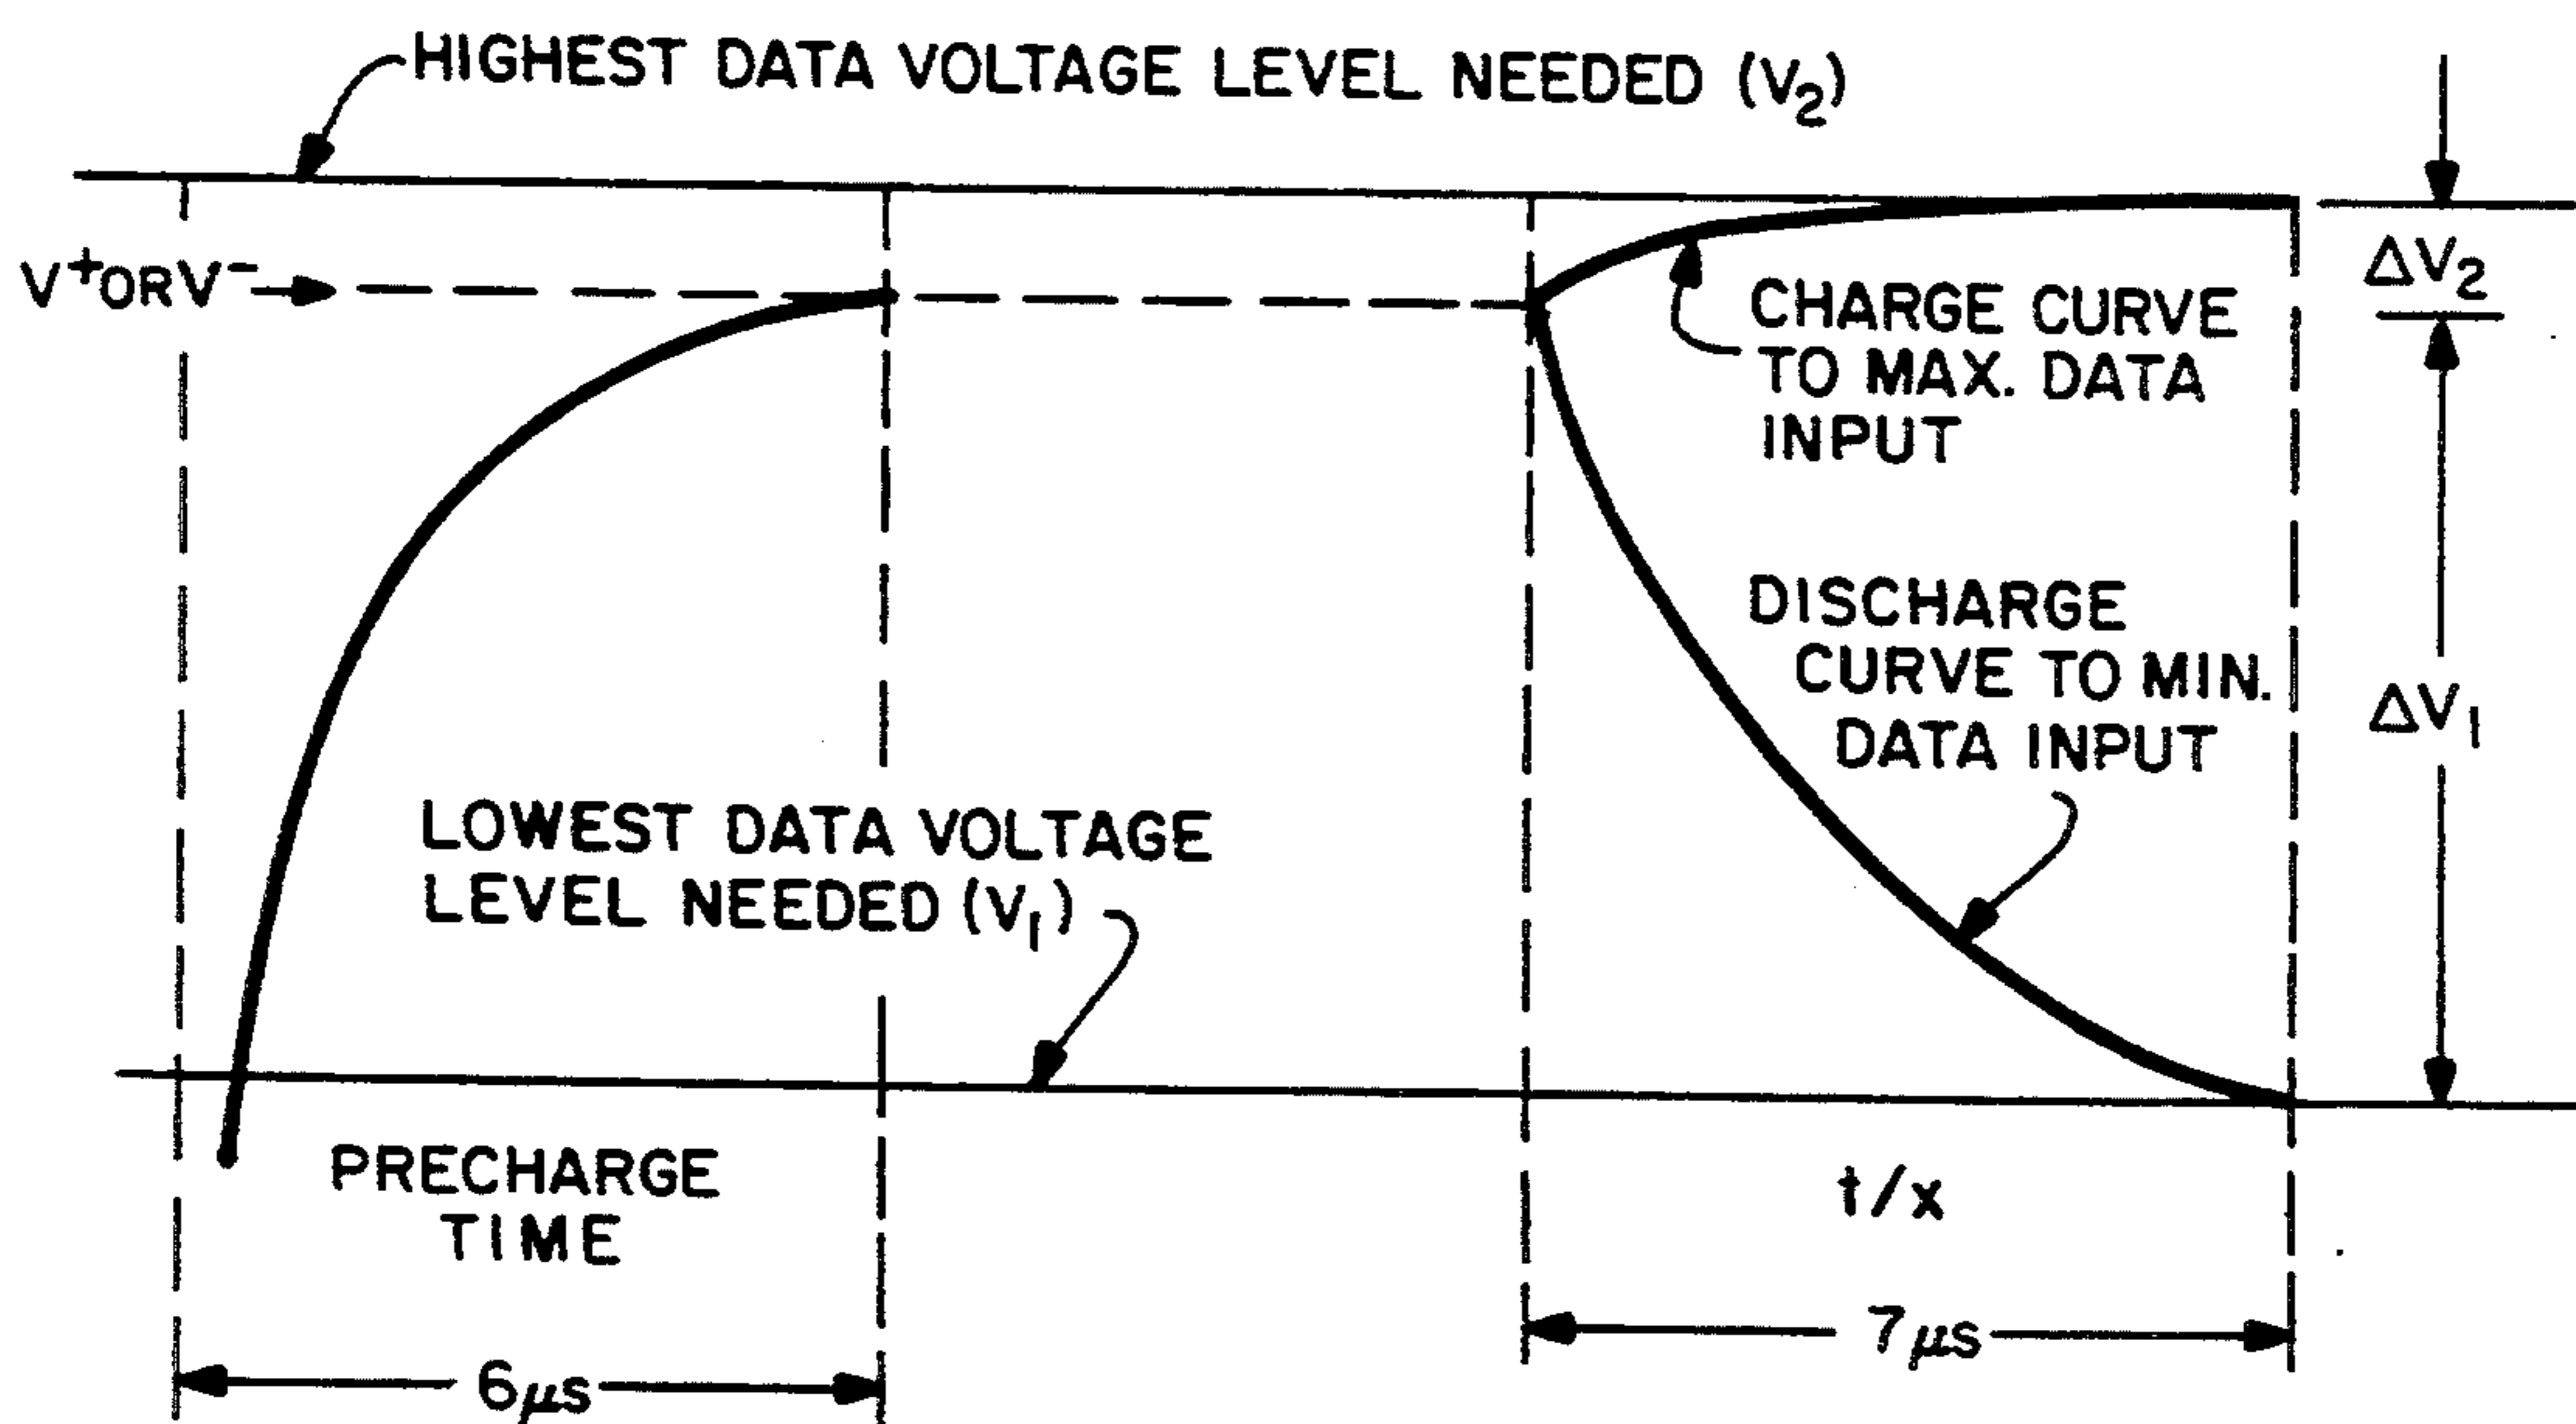 HIGHEST DATA VOLTAGE LEVEL NEEDED (V₂)
V⁺ OR V⁻
ΔV₂
CHARGE CURVE
TO MAX. DATA
INPUT
DISCHARGE
CURVE TO MIN.
DATA INPUT
ΔV₁
LOWEST DATA VOLTAGE
LEVEL NEEDED (V₁)
PRECHARGE
TIME
t/x
7μs
6μs